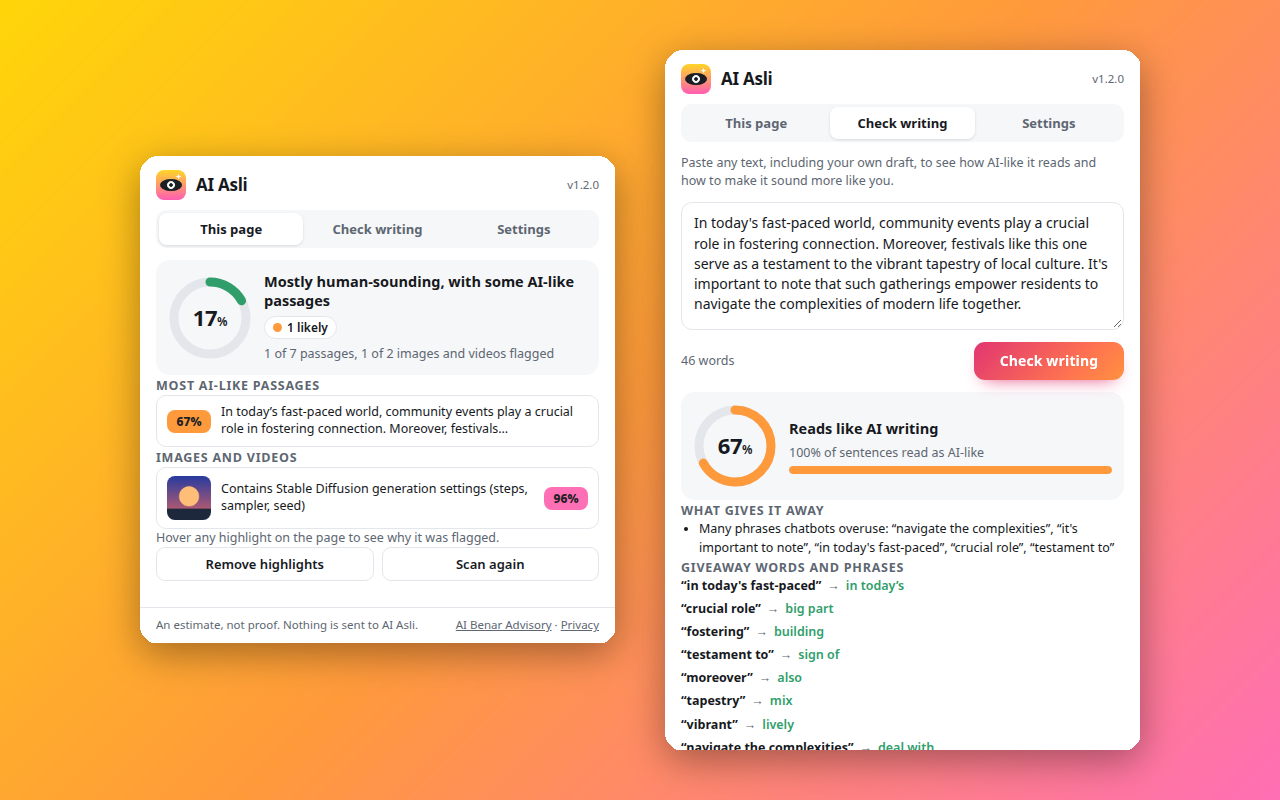 AI Asli
v1.2.0
This page
Check writing
Settings
17%
Mostly human-sounding, with some AI-like
passages
1 likely
1 of 7 passages, 1 of 2 images and videos flagged
MOST AI-LIKE PASSAGES
67%
In today’s fast-paced world, community events play a crucial
role in fostering connection. Moreover, festivals...
IMAGES AND VIDEOS
Contains Stable Diffusion generation settings (steps,
sampler, seed)
96%
Hover any highlight on the page to see why it was flagged.
Remove highlights
Scan again
An estimate, not proof. Nothing is sent to AI Asli.
AI Benar Advisory · Privacy
AI Asli
v1.2.0
This page
Check writing
Settings
Paste any text, including your own draft, to see how AI-like it reads and
how to make it sound more like you.
In today's fast-paced world, community events play a crucial
role in fostering connection. Moreover, festivals like this one
serve as a testament to the vibrant tapestry of local culture. It's
important to note that such gatherings empower residents to
navigate the complexities of modern life together.
46 words
Check writing
67%
Reads like AI writing
100% of sentences read as AI-like
WHAT GIVES IT AWAY
• Many phrases chatbots overuse: “navigate the complexities”, “it's
important to note”, “in today's fast-paced”, “crucial role”, “testament to”
GIVEAWAY WORDS AND PHRASES
“in today's fast-paced” → in today’s
“crucial role” → big part
“fostering” → building
“testament to” → sign of
“moreover” → also
“tapestry” → mix
“vibrant” → lively
“navigate the complexities” → deal with